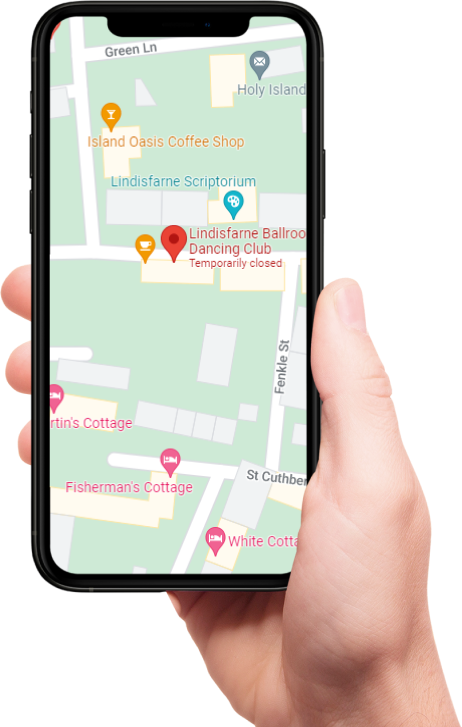 Green Ln
Holy Island
Island Oasis Coffee Shop
Lindisfarne Scriptorium
Lindisfarne Ballroo
Dancing Club
Temporarily closed
Fenkle St
rtin's Cottage
St Cuthber
Fisherman's Cottage
White Cotta